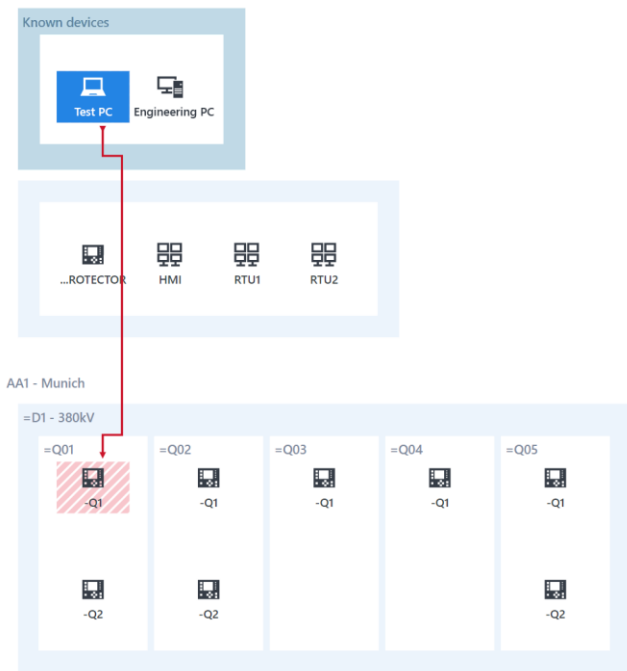 Known devices
Test PC
Engineering PC
...ROTECTOR
HMI
RTU1
RTU2
AA1 - Munich
=D1 - 380kV
=Q01
=Q02
=Q03
=Q04
=Q05
-Q1
-Q1
-Q1
-Q1
-Q1
-Q2
-Q2
-Q2